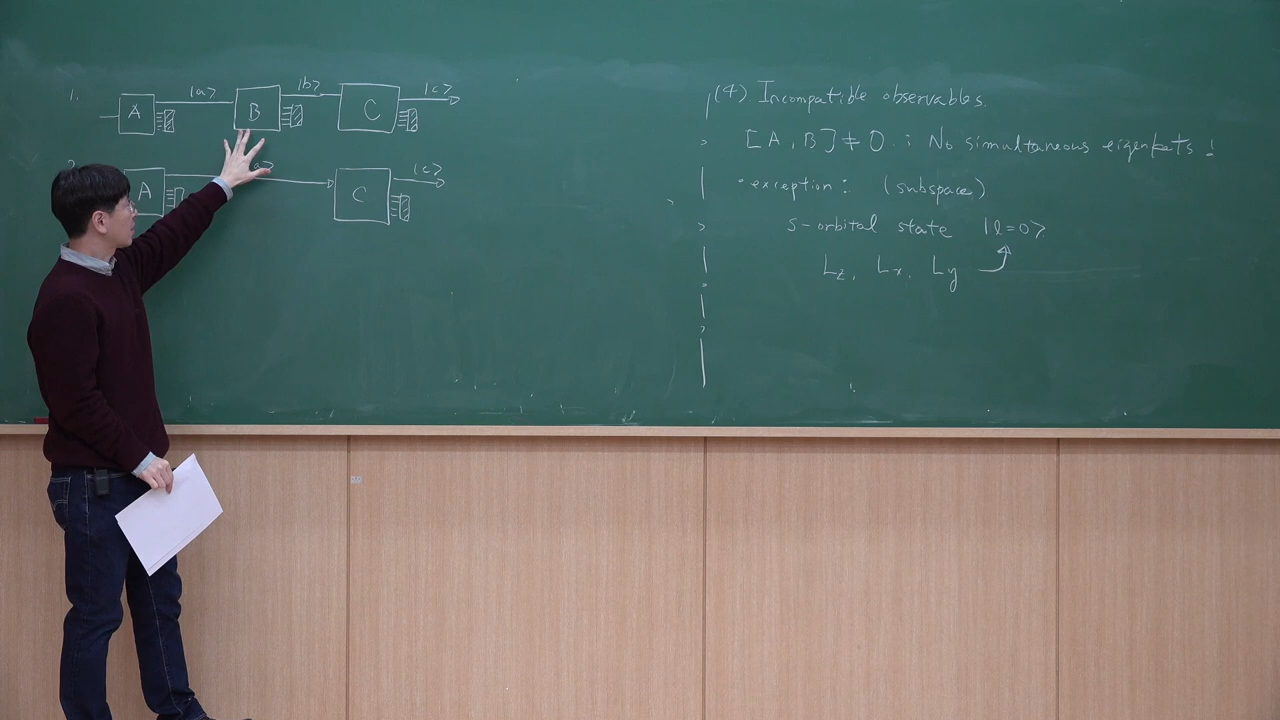 1.
A |a> B |b> C |c>
2.
A a> C |c>
(4). Incompatible observables.
[A, B] ≠ 0 : No simultaneous eigenkets !
• exception : (subspace)
s-orbital state |l=0>
Lz, Lx, Ly